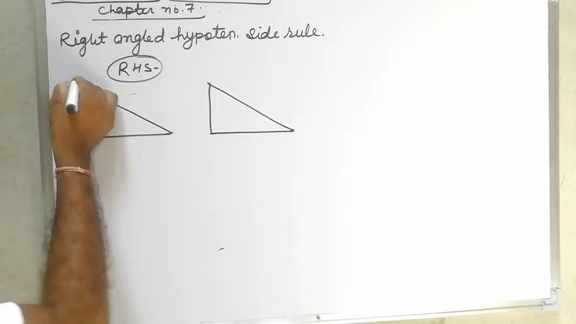 Chapter no. 7.
Right angled hypoten. side rule.
RHS-